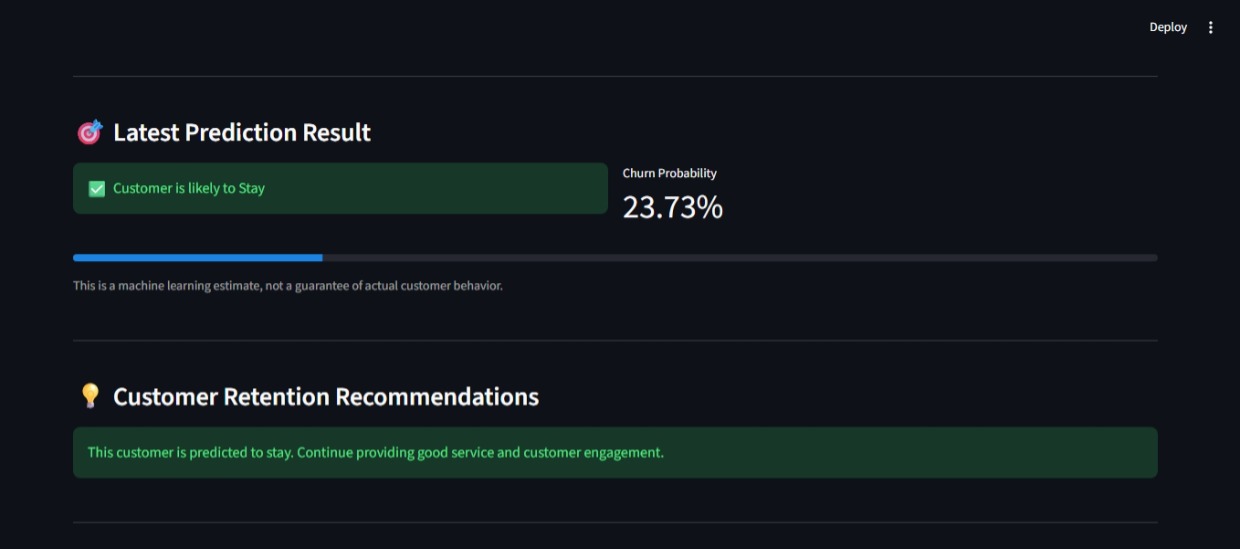 Deploy
🎯 Latest Prediction Result
✅ Customer is likely to Stay
Churn Probability
23.73%
This is a machine learning estimate, not a guarantee of actual customer behavior.
💡 Customer Retention Recommendations
This customer is predicted to stay. Continue providing good service and customer engagement.